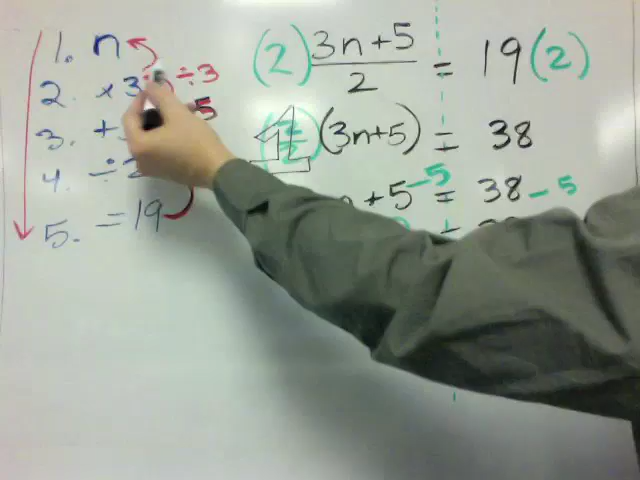 1. n
2. ×3 ÷3
3. +5
4. ÷2
5. =19
(2) 3n+5 = 19 (2)
2
(3n+5) = 38
n + 5 -5 = 38 -5